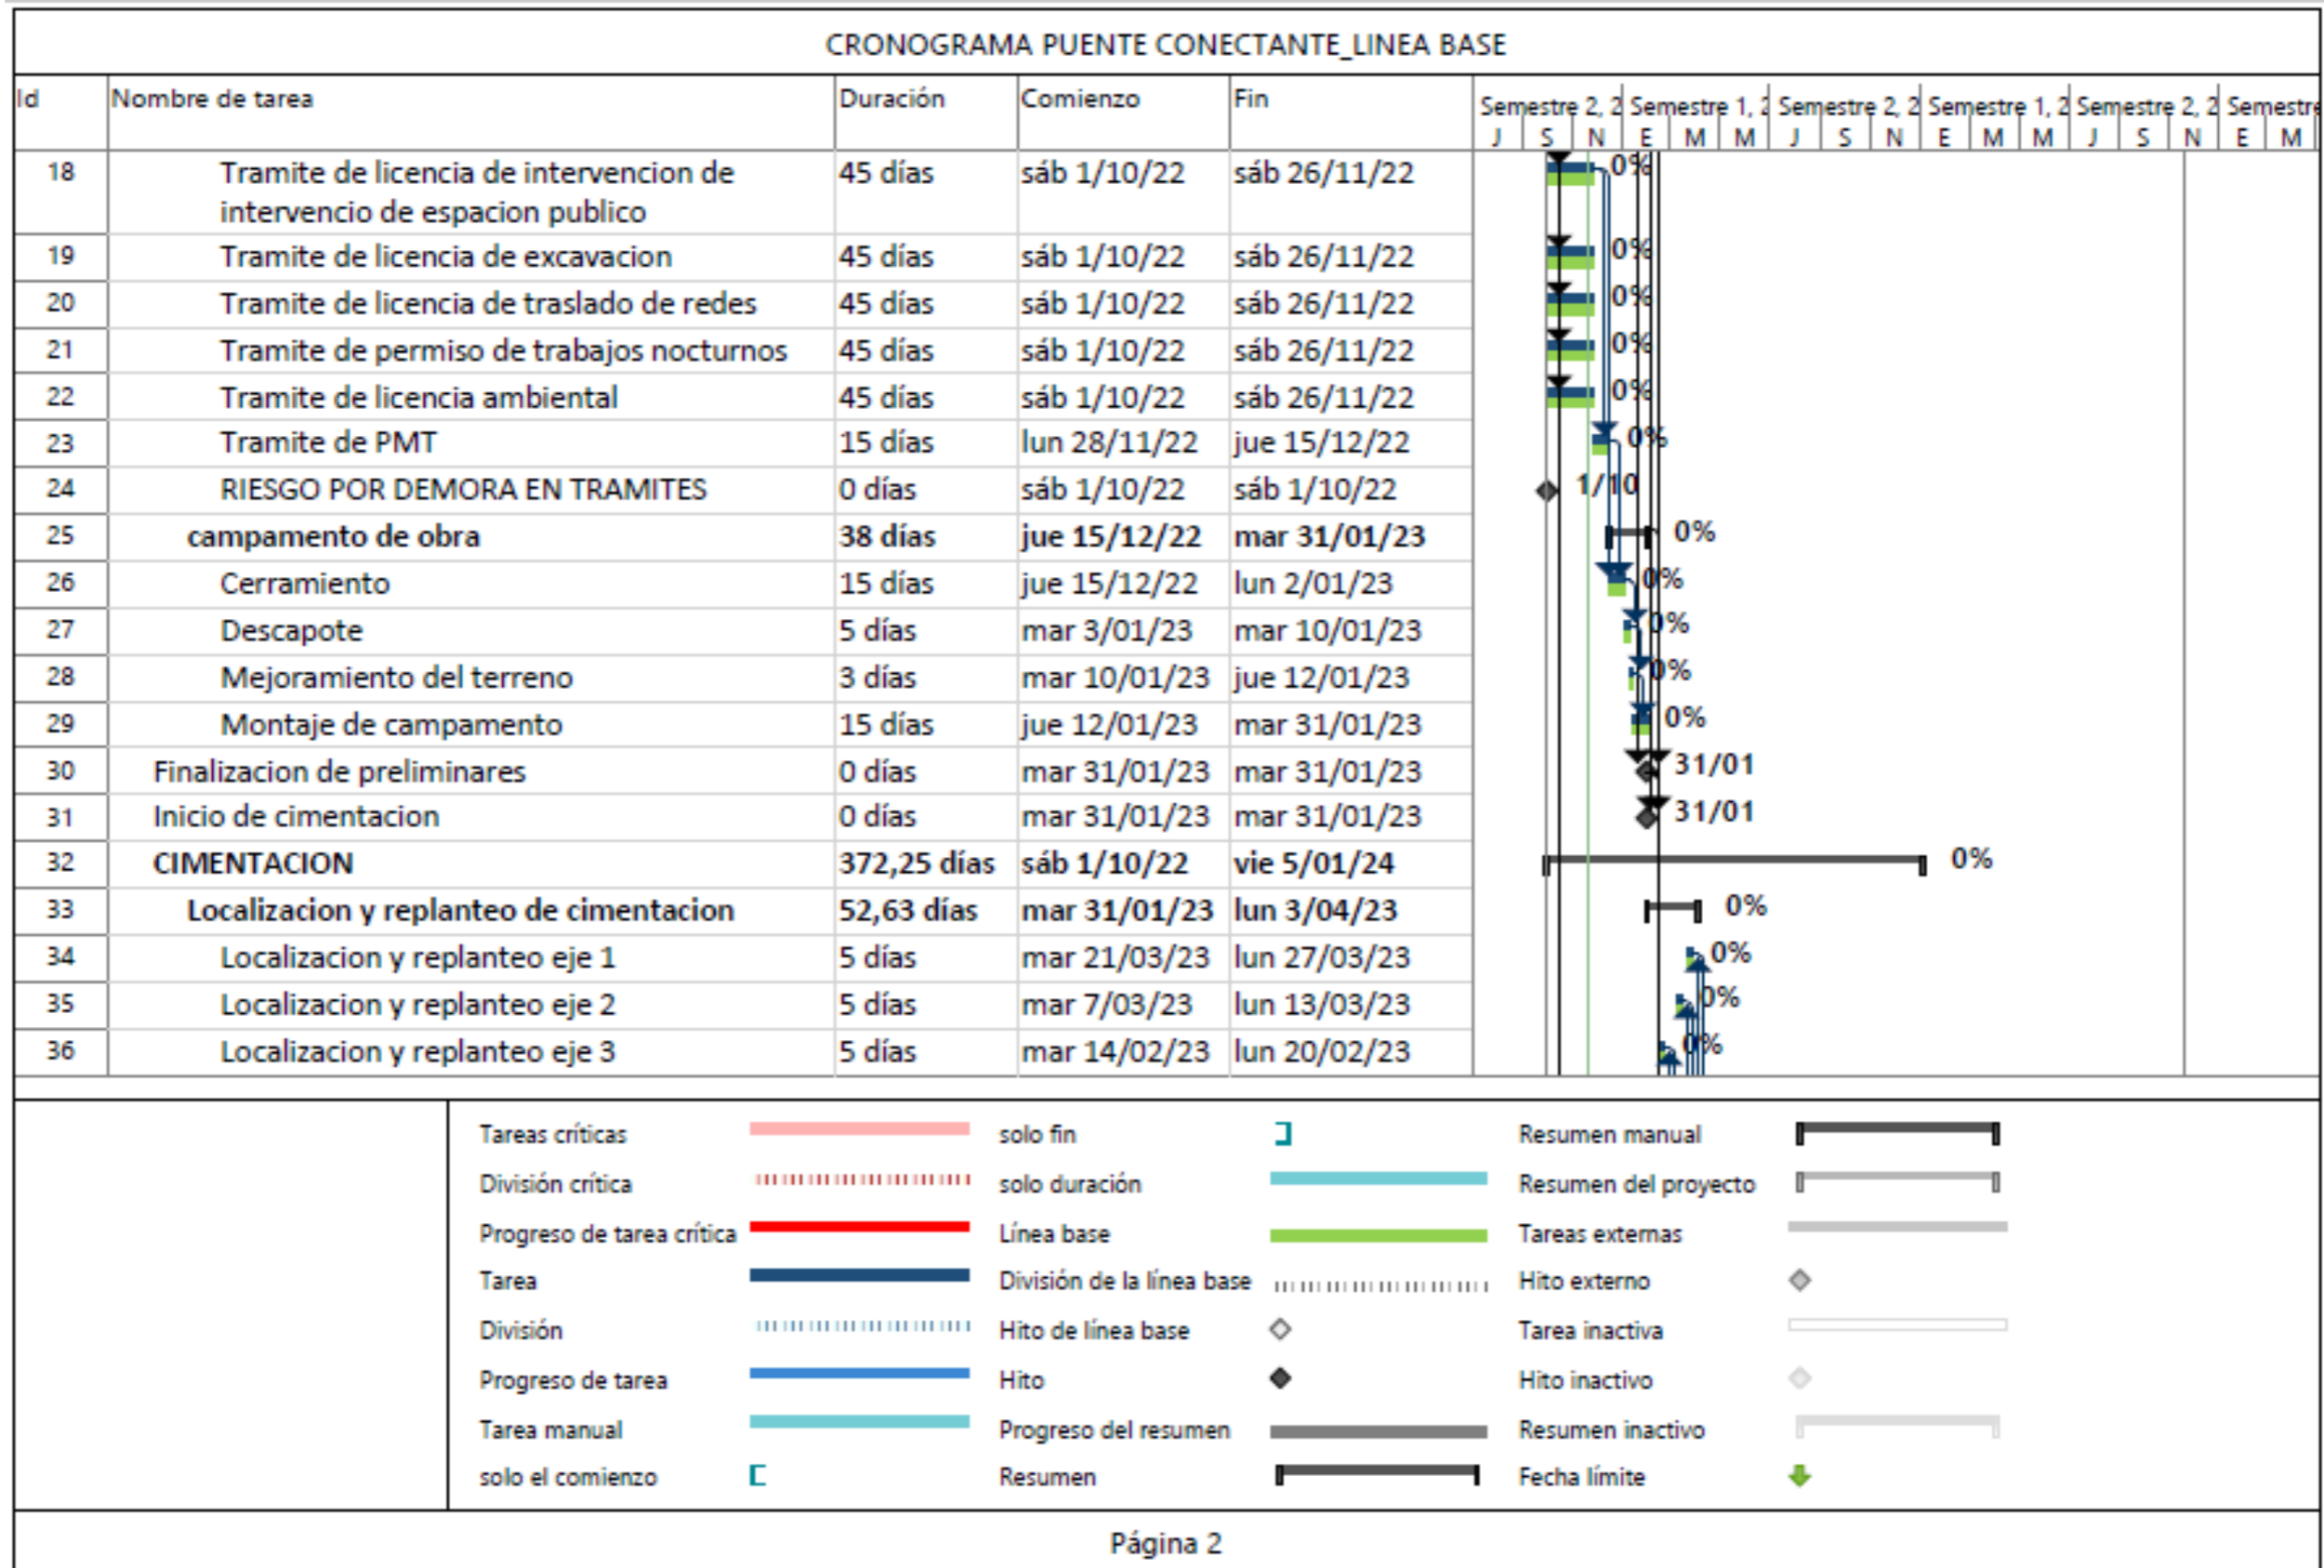 CRONOGRAMA PUENTE CONECTANTE_LINEA BASE
Id Nombre de tarea Duración Comienzo Fin
Semestre 2, 2 Semestre 1, 2 Semestre 2, 2 Semestre 1, 2 Semestre 2, 2 Semestre
J S N E M M J S N E M M J S N E M
18 Tramite de licencia de intervencion de 45 días sáb 1/10/22 sáb 26/11/22 0%
intervencio de espacion publico
19 Tramite de licencia de excavacion 45 días sáb 1/10/22 sáb 26/11/22 0%
20 Tramite de licencia de traslado de redes 45 días sáb 1/10/22 sáb 26/11/22 0%
21 Tramite de permiso de trabajos nocturnos 45 días sáb 1/10/22 sáb 26/11/22 0%
22 Tramite de licencia ambiental 45 días sáb 1/10/22 sáb 26/11/22 0%
23 Tramite de PMT 15 días lun 28/11/22 jue 15/12/22 0%
24 RIESGO POR DEMORA EN TRAMITES 0 días sáb 1/10/22 sáb 1/10/22 1/10
25 campamento de obra 38 días jue 15/12/22 mar 31/01/23 0%
26 Cerramiento 15 días jue 15/12/22 lun 2/01/23 0%
27 Descapote 5 días mar 3/01/23 mar 10/01/23 0%
28 Mejoramiento del terreno 3 días mar 10/01/23 jue 12/01/23 0%
29 Montaje de campamento 15 días jue 12/01/23 mar 31/01/23 0%
30 Finalizacion de preliminares 0 días mar 31/01/23 mar 31/01/23 31/01
31 Inicio de cimentacion 0 días mar 31/01/23 mar 31/01/23 31/01
32 CIMENTACION 372,25 días sáb 1/10/22 vie 5/01/24 0%
33 Localizacion y replanteo de cimentacion 52,63 días mar 31/01/23 lun 3/04/23 0%
34 Localizacion y replanteo eje 1 5 días mar 21/03/23 lun 27/03/23 0%
35 Localizacion y replanteo eje 2 5 días mar 7/03/23 lun 13/03/23 0%
36 Localizacion y replanteo eje 3 5 días mar 14/02/23 lun 20/02/23 0%
Tareas críticas solo fin Resumen manual
División crítica solo duración Resumen del proyecto
Progreso de tarea crítica Línea base Tareas externas
Tarea División de la línea base Hito externo
División Hito de línea base Tarea inactiva
Progreso de tarea Hito Hito inactivo
Tarea manual Progreso del resumen Resumen inactivo
solo el comienzo Resumen Fecha límite
Página 2